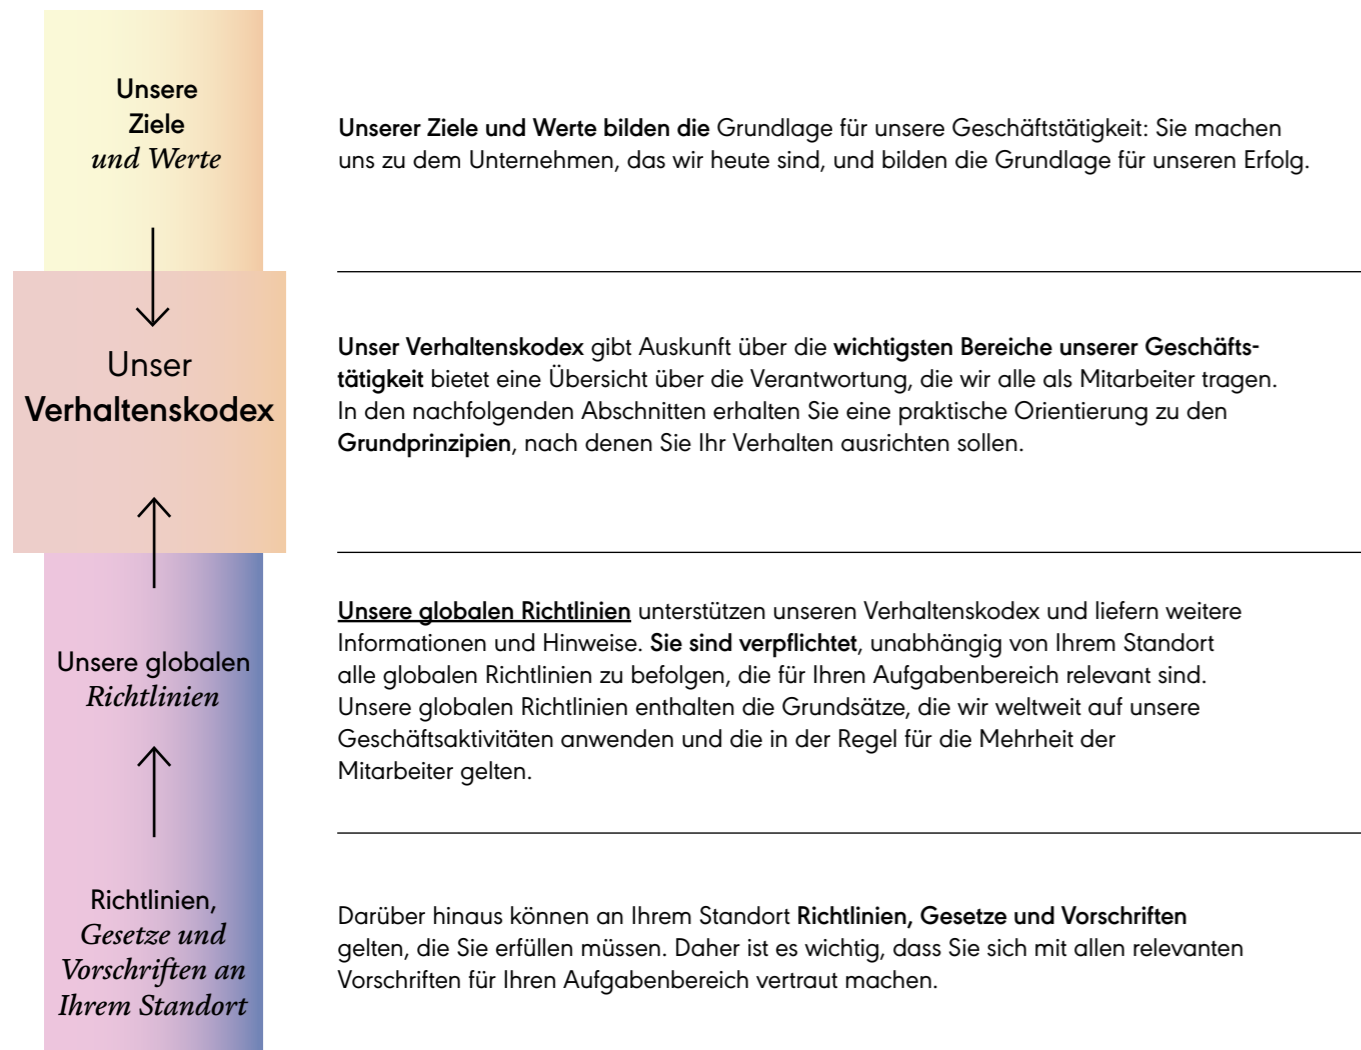 Unsere
Ziele
und Werte
Unserer Ziele und Werte bilden die Grundlage für unsere Geschäftstätigkeit: Sie machen
uns zu dem Unternehmen, das wir heute sind, und bilden die Grundlage für unseren Erfolg.
Unser
Verhaltenskodex
Unser Verhaltenskodex gibt Auskunft über die wichtigsten Bereiche unserer Geschäfts-
tätigkeit bietet eine Übersicht über die Verantwortung, die wir alle als Mitarbeiter tragen.
In den nachfolgenden Abschnitten erhalten Sie eine praktische Orientierung zu den
Grundprinzipien, nach denen Sie Ihr Verhalten ausrichten sollen.
Unsere globalen
Richtlinien
Unsere globalen Richtlinien unterstützen unseren Verhaltenskodex und liefern weitere
Informationen und Hinweise. Sie sind verpflichtet, unabhängig von Ihrem Standort
alle globalen Richtlinien zu befolgen, die für Ihren Aufgabenbereich relevant sind.
Unsere globalen Richtlinien enthalten die Grundsätze, die wir weltweit auf unsere
Geschäftsaktivitäten anwenden und die in der Regel für die Mehrheit der
Mitarbeiter gelten.
Richtlinien,
Gesetze und
Vorschriften an
Ihrem Standort
Darüber hinaus können an Ihrem Standort Richtlinien, Gesetze und Vorschriften
gelten, die Sie erfüllen müssen. Daher ist es wichtig, dass Sie sich mit allen relevanten
Vorschriften für Ihren Aufgabenbereich vertraut machen.